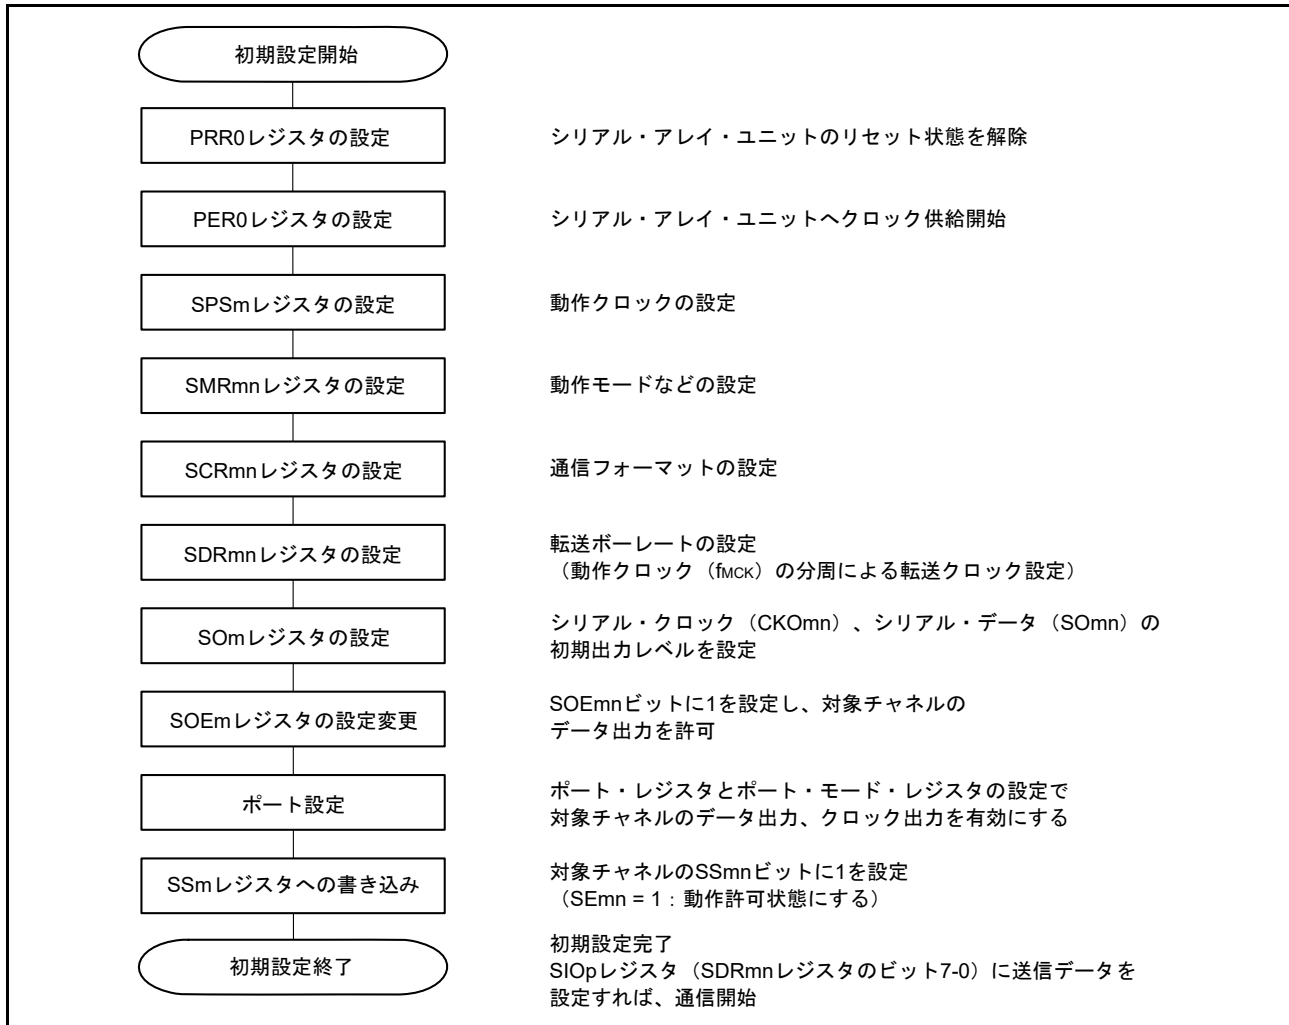 初期設定開始
PRR0レジスタの設定
シリアル・アレイ・ユニットのリセット状態を解除
PER0レジスタの設定
シリアル・アレイ・ユニットへクロック供給開始
SPSmレジスタの設定
動作クロックの設定
SMRmnレジスタの設定
動作モードなどの設定
SCRmnレジスタの設定
通信フォーマットの設定
SDRmnレジスタの設定
転送ボーレートの設定
（動作クロック（fMCK）の分周による転送クロック設定）
SOmレジスタの設定
シリアル・クロック（CKOmn）、シリアル・データ（SOmn）の
初期出力レベルを設定
SOEmレジスタの設定変更
SOEmnビットに1を設定し、対象チャネルの
データ出力を許可
ポート設定
ポート・レジスタとポート・モード・レジスタの設定で
対象チャネルのデータ出力、クロック出力を有効にする
SSmレジスタへの書き込み
対象チャネルのSSmnビットに1を設定
（SEmn = 1：動作許可状態にする）
初期設定終了
初期設定完了
SIOpレジスタ（SDRmnレジスタのビット7-0）に送信データを
設定すれば、通信開始